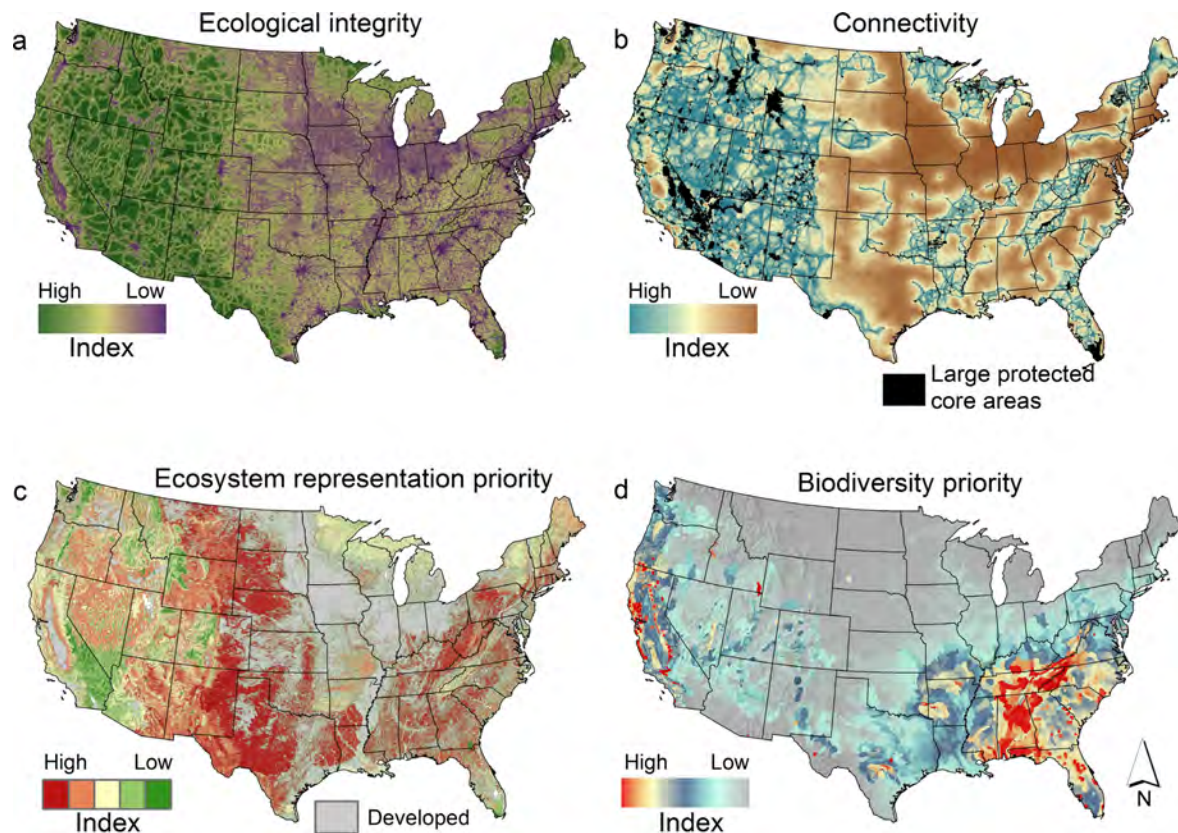 a
Ecological integrity
High Low
Index
b
Connectivity
High Low
Index
Large protected
core areas
c
Ecosystem representation priority
High Low
Index
Developed
d
Biodiversity priority
High Low
Index
N